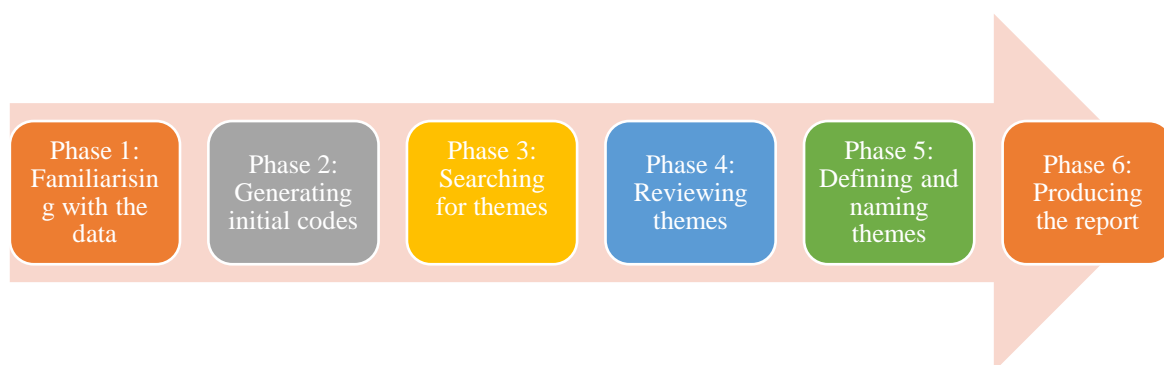 Phase 1:
Familiarisin
g with the
data
Phase 2:
Generating
initial codes
Phase 3:
Searching
for themes
Phase 4:
Reviewing
themes
Phase 5:
Defining and
naming
themes
Phase 6:
Producing
the report